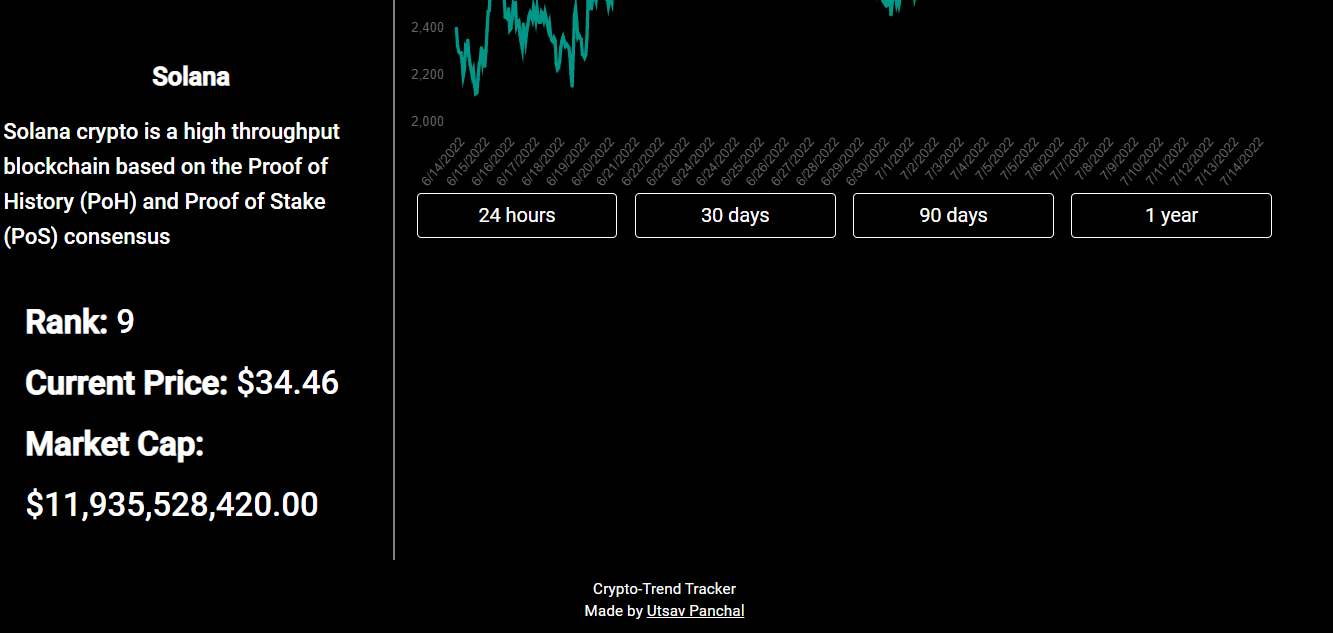 Solana
Solana crypto is a high throughput
blockchain based on the Proof of
History (PoH) and Proof of Stake
(PoS) consensus
Rank: 9
Current Price: $34.46
Market Cap:
$11,935,528,420.00
2,400
2,200
2,000
6/14/2022
6/15/2022
6/16/2022
6/17/2022
6/18/2022
6/19/2022
6/20/2022
6/21/2022
6/22/2022
6/23/2022
6/24/2022
6/24/2022
6/25/2022
6/26/2022
6/27/2022
6/28/2022
6/29/2022
6/30/2022
7/1/2022
7/2/2022
7/3/2022
7/4/2022
7/5/2022
7/5/2022
7/6/2022
7/7/2022
7/8/2022
7/9/2022
7/10/2022
7/11/2022
7/12/2022
7/13/2022
7/14/2022
24 hours
30 days
90 days
1 year
Crypto-Trend Tracker
Made by Utsav Panchal